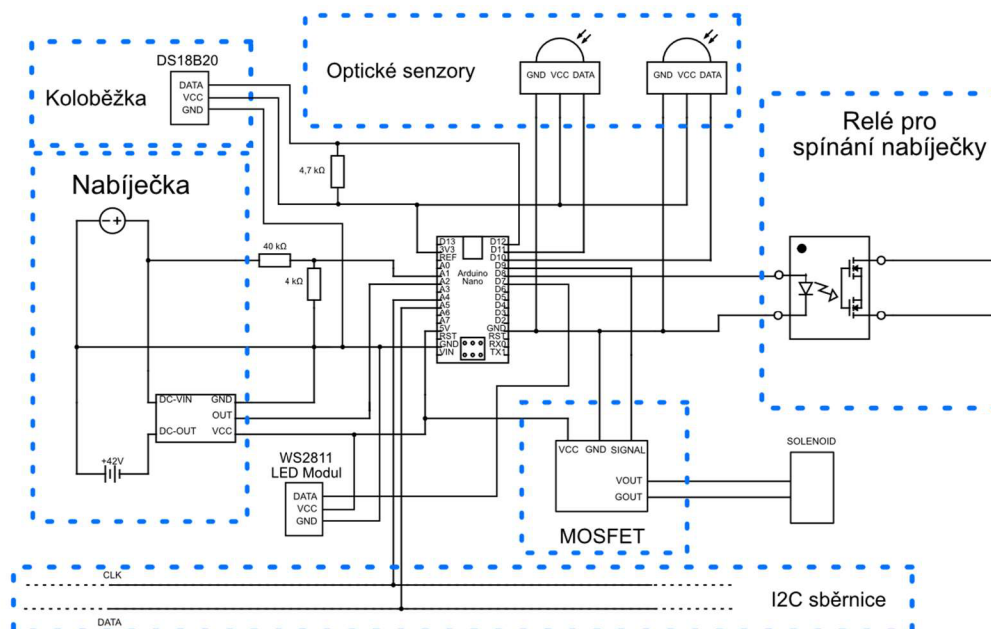 DS18B20
Koloběžka
DATA
VCC
GND
Optické senzory
GND VCC DATA
GND VCC DATA
Relé pro
spínání nabíječky
4,7 kΩ
Nabíječka
40 kΩ
4 kΩ
D13
3V3
REF
A0
A1
A2
A3
A4
A5
A6
A7
5V
RST
GND
VIN
Arduino
Nano
D12
D11
D10
D9
D8
D7
D6
D5
D4
D3
D2
GND
RST
RX0
TX1
DC-VIN
DC-OUT
GND
OUT
VCC
+42V
WS2811
LED Modul
DATA
VCC
GND
VCC GND SIGNAL
VOUT
GOUT
MOSFET
SOLENOID
CLK
DATA
I2C sběrnice